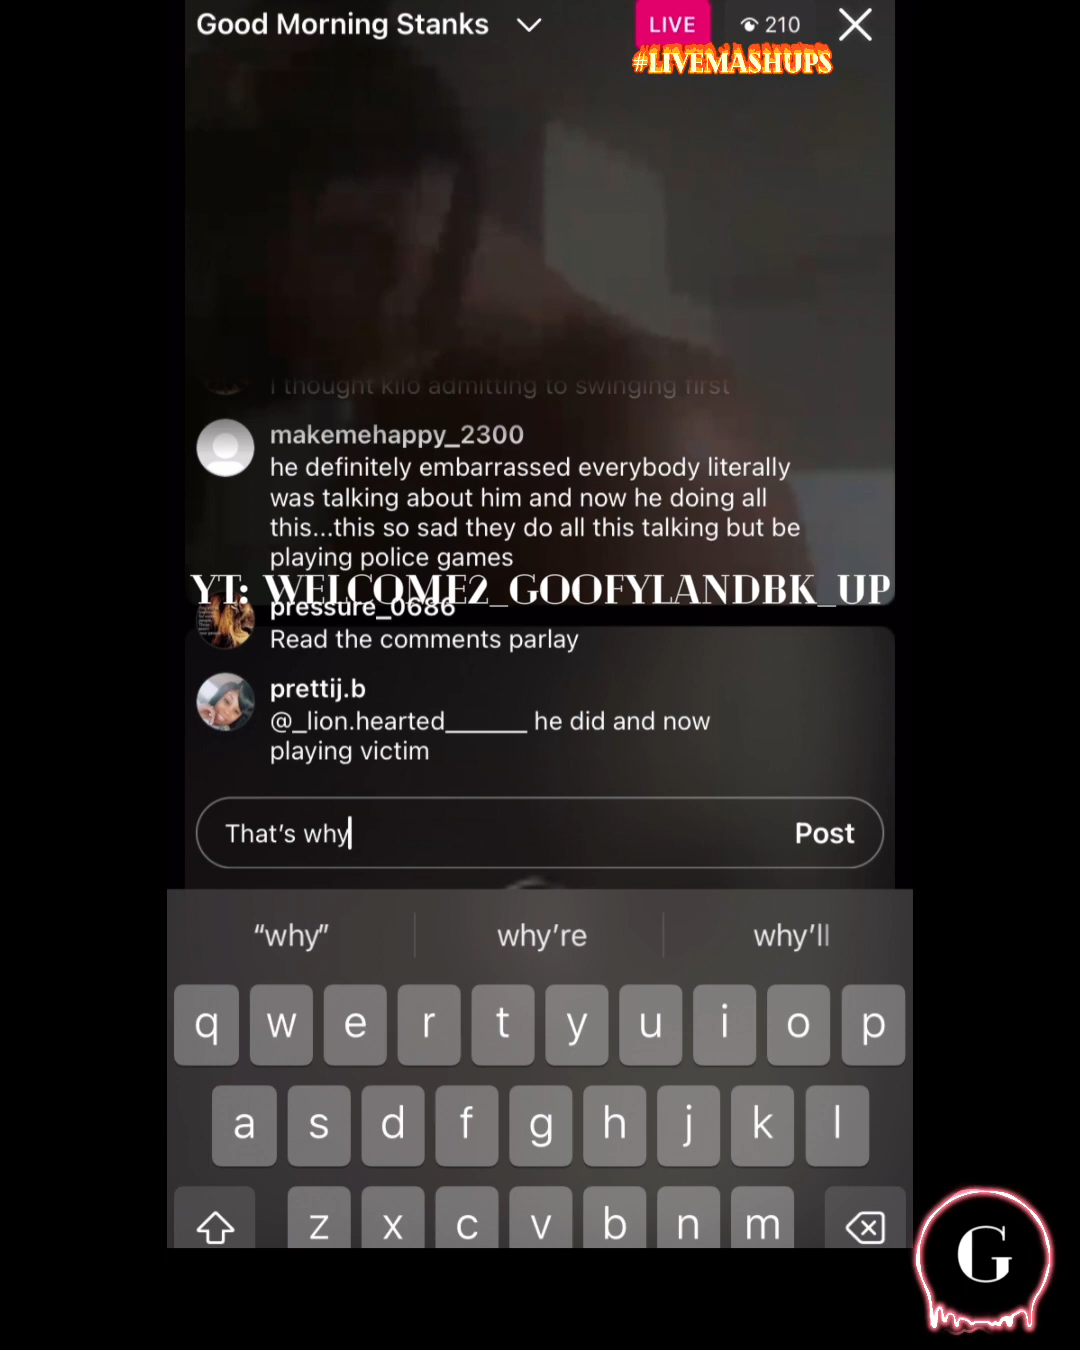 Good Morning Stanks
LIVE
210
#LIVEMASHUPS
I thought kilo admitting to swinging first
makemehappy_2300
he definitely embarrassed everybody literally
was talking about him and now he doing all
this...this so sad they do all this talking but be
playing police games
YT: WELCOME2_GOOFYLANDBK_UP
pressure_0686
Read the comments parlay
prettij.b
@_lion.hearted______ he did and now
playing victim
That's why
Post
“why”
why're
why'll
q w e r t y u i o p
a s d f g h j k l
z x c v b n m
G